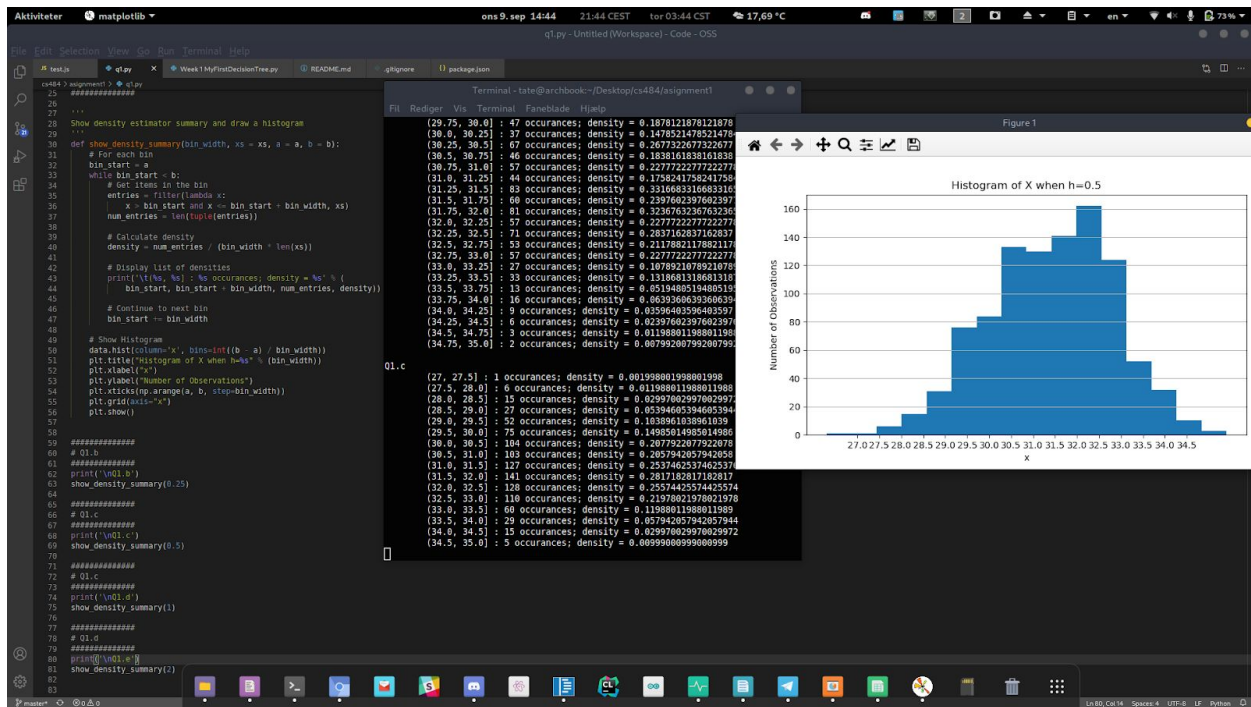 Aktiviteter
matplotlib
ons 9. sep 14:44
21:44 CEST
tor 03:44 CST
17,69 °C
2
en
73 %
q1.py - Untitled (Workspace) - Code - OSS
File Edit Selection View Go Run Terminal Help
test.js
q1.py
Week 1 MyFirstDecisionTree.py
README.md
.gitignore
package.json
cs484 > asignment1 > q1.py
25 ##############
26
27 '''
28 Show density estimator summary and draw a histogram
29 '''
30 def show_density_summary(bin_width, xs = xs, a = a, b = b):
31 # For each bin
32 bin_start = a
33 while bin_start < b:
34 # Get items in the bin
35 entries = filter(lambda x:
36 x > bin_start and x <= bin_start + bin_width, xs)
37 num_entries = len(tuple(entries))
38
39 # Calculate density
40 density = num_entries / (bin_width * len(xs))
41
42 # Display list of densities
43 print('\t(%s, %s] : %s occurances; density = %s' % (
44 bin_start, bin_start + bin_width, num_entries, density))
45
46 # Continue to next bin
47 bin_start += bin_width
48
49 # Show Histogram
50 data.hist(column='x', bins=int((b - a) / bin_width))
51 plt.title("Histogram of X when h=%s" % (bin_width))
52 plt.xlabel("x")
53 plt.ylabel("Number of Observations")
54 plt.xticks(np.arange(a, b, step=bin_width))
55 plt.grid(axis="x")
56 plt.show()
57
58
59 ##############
60 # Q1.b
61 ##############
62 print('\nQ1.b')
63 show_density_summary(0.25)
64
65 ##############
66 # Q1.c
67 ##############
68 print('\nQ1.c')
69 show_density_summary(0.5)
70
71 ##############
72 # Q1.c
73 ##############
74 print('\nQ1.d')
75 show_density_summary(1)
76
77 ##############
78 # Q1.d
79 ##############
80 print('\nQ1.e')
81 show_density_summary(2)
82
83
Terminal - tate@archbook:~/Desktop/cs484/asignment1
Fil Rediger Vis Terminal Faneblade Hjælp
(29.75, 30.0] : 47 occurances; density = 0.1878121878121878
(30.0, 30.25] : 37 occurances; density = 0.1478521478521478
(30.25, 30.5] : 67 occurances; density = 0.2677322677322677
(30.5, 30.75] : 46 occurances; density = 0.183816183816183
(30.75, 31.0] : 57 occurances; density = 0.2277722277722277
(31.0, 31.25] : 44 occurances; density = 0.1758241758241758
(31.25, 31.5] : 83 occurances; density = 0.331668331668331
(31.5, 31.75] : 60 occurances; density = 0.239760239760239
(31.75, 32.0] : 81 occurances; density = 0.323676323676323
(32.0, 32.25] : 57 occurances; density = 0.2277722277722277
(32.25, 32.5] : 71 occurances; density = 0.283716283716283
(32.5, 32.75] : 53 occurances; density = 0.211788211788211
(32.75, 33.0] : 57 occurances; density = 0.2277722277722277
(33.0, 33.25] : 27 occurances; density = 0.107892107892107
(33.25, 33.5] : 33 occurances; density = 0.131868131868131
(33.5, 33.75] : 13 occurances; density = 0.051948051948051
(33.75, 34.0] : 16 occurances; density = 0.063936063936063
(34.0, 34.25] : 9 occurances; density = 0.03596403596403597
(34.25, 34.5] : 6 occurances; density = 0.023976023976023
(34.5, 34.75] : 3 occurances; density = 0.011988011988011
(34.75, 35.0] : 2 occurances; density = 0.007992007992007
Q1.c
(27, 27.5] : 1 occurances; density = 0.001998001998001998
(27.5, 28.0] : 6 occurances; density = 0.011988011988011988
(28.0, 28.5] : 15 occurances; density = 0.029970029970029972
(28.5, 29.0] : 27 occurances; density = 0.053946053946053944
(29.0, 29.5] : 52 occurances; density = 0.1038961038961039
(29.5, 30.0] : 75 occurances; density = 0.14985014985014986
(30.0, 30.5] : 104 occurances; density = 0.2077922077922078
(30.5, 31.0] : 103 occurances; density = 0.2057942057942058
(31.0, 31.5] : 127 occurances; density = 0.2537462537462537
(31.5, 32.0] : 141 occurances; density = 0.2817182817182817
(32.0, 32.5] : 128 occurances; density = 0.25574425574425574
(32.5, 33.0] : 110 occurances; density = 0.21978021978021978
(33.0, 33.5] : 60 occurances; density = 0.11988011988011989
(33.5, 34.0] : 29 occurances; density = 0.057942057942057944
(34.0, 34.5] : 15 occurances; density = 0.029970029970029972
(34.5, 35.0] : 5 occurances; density = 0.00999000999000999
Figure 1
Histogram of X when h=0.5
Number of Observations
160
140
120
100
80
60
40
20
0
27.0 27.5 28.0 28.5 29.0 29.5 30.0 30.5 31.0 31.5 32.0 32.5 33.0 33.5 34.0 34.5
x
master*
0
0
Ln 80, Col 14
Spaces: 4
UTF-8
LF
Python